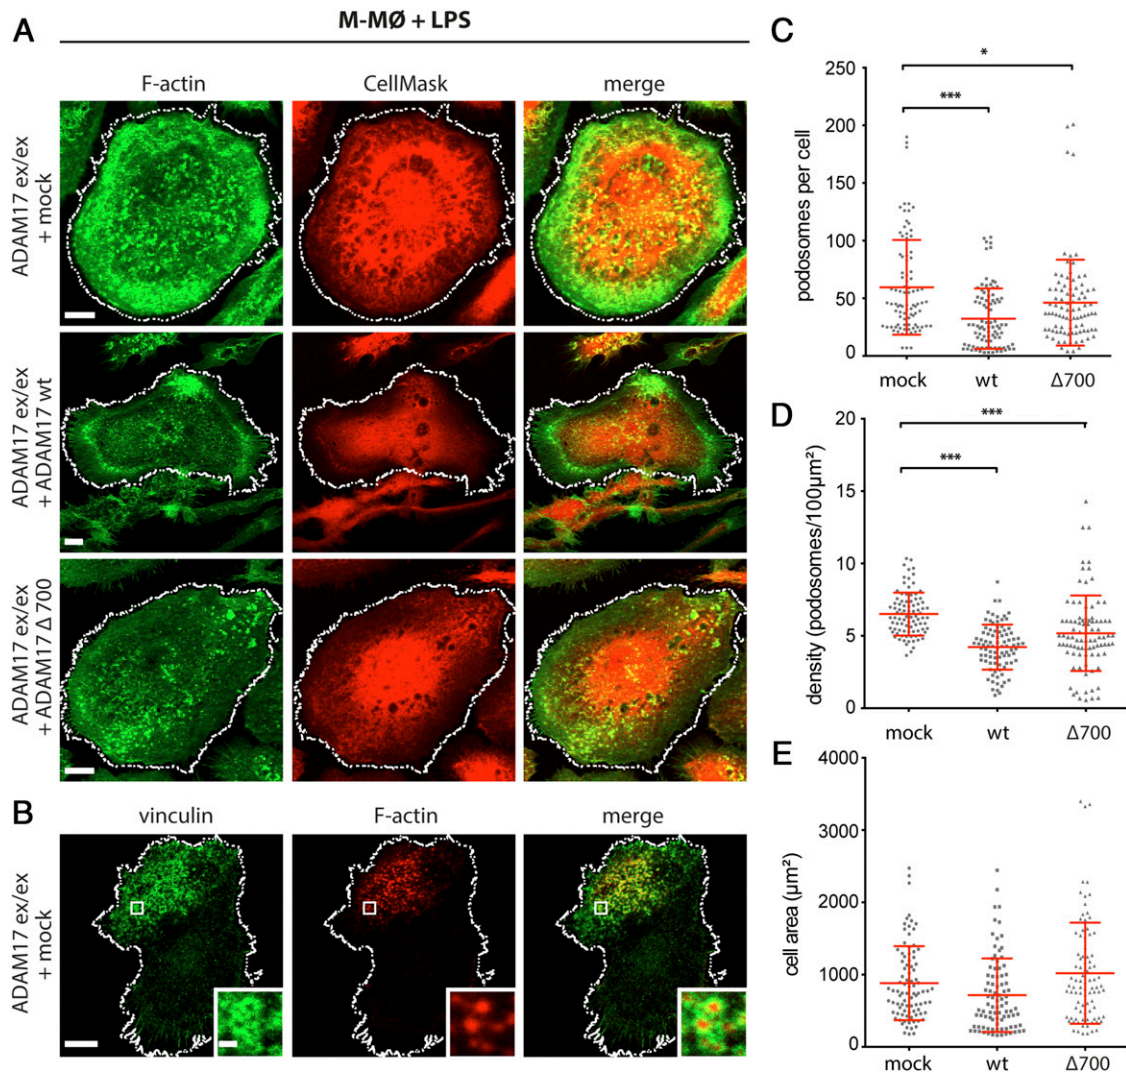 A
M-MØ + LPS
F-actin
CellMask
merge
ADAM17 ex/ex
+ mock
ADAM17 ex/ex
+ ADAM17 wt
ADAM17 ex/ex
+ ADAM17 Δ 700
B
vinculin
F-actin
merge
ADAM17 ex/ex
+ mock
C
podosomes per cell
250
200
150
100
50
0
*
***
mock
wt
Δ700
D
density (podosomes/100µm²)
20
15
10
5
0
***
***
mock
wt
Δ700
E
cell area (µm²)
4000
3000
2000
1000
0
mock
wt
Δ700